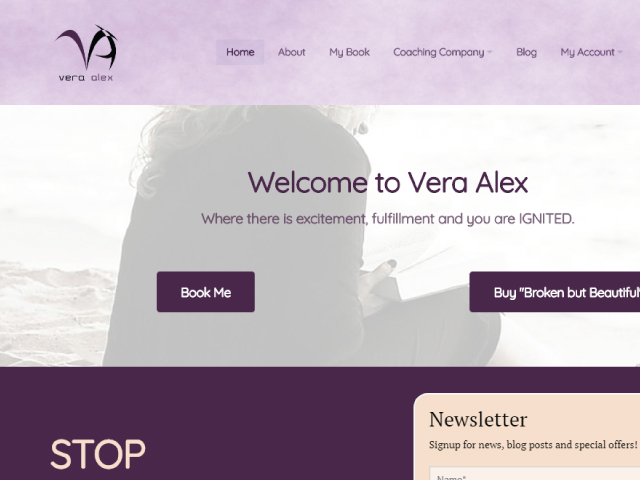 vera alex
Home About My Book Coaching Company Blog My Account
Welcome to Vera Alex
Where there is excitement, fulfillment and you are IGNITED.
Book Me
Buy "Broken but Beautiful
STOP
Newsletter
Signup for news, blog posts and special offers!
Name*